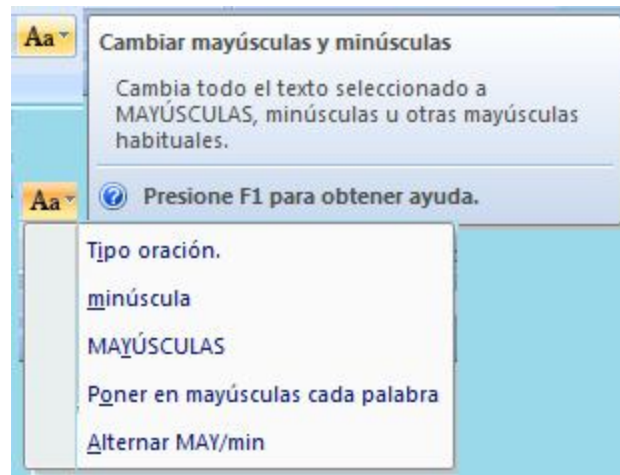 Aa
Cambiar mayúsculas y minúsculas
Cambia todo el texto seleccionado a
MAYÚSCULAS, minúsculas u otras mayúsculas
habituales.
Aa
Presione F1 para obtener ayuda.
Tipo oración.
minúscula
MAYÚSCULAS
Poner en mayúsculas cada palabra
Alternar MAY/min